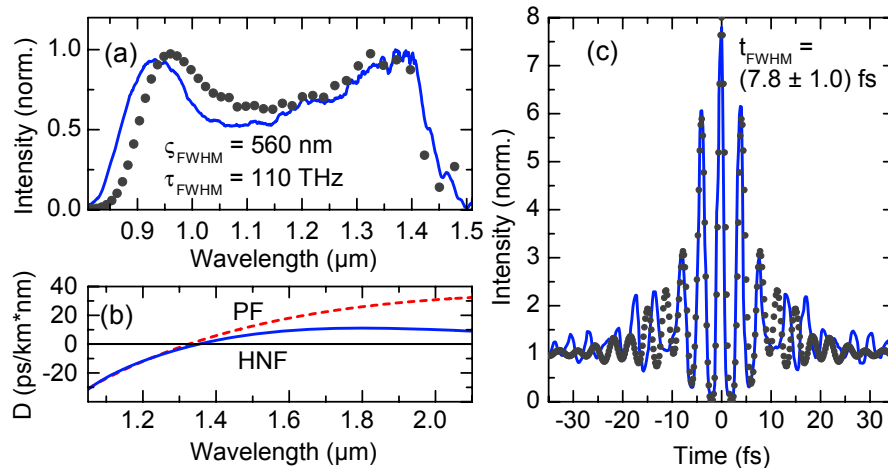 (a)
1.0
0.5
0.0
Intensity (norm.)
ςFWHM = 560 nm
τFWHM = 110 THz
0.9 1.0 1.1 1.2 1.3 1.4 1.5
Wavelength (µm)
(b)
40
20
0
-20
D (ps/km*nm)
PF
HNF
1.2 1.4 1.6 1.8 2.0
Wavelength (µm)
(c)
8
7
6
5
4
3
2
1
0
Intensity (norm.)
tFWHM =
(7.8 ± 1.0) fs
-30 -20 -10 0 10 20 30
Time (fs)